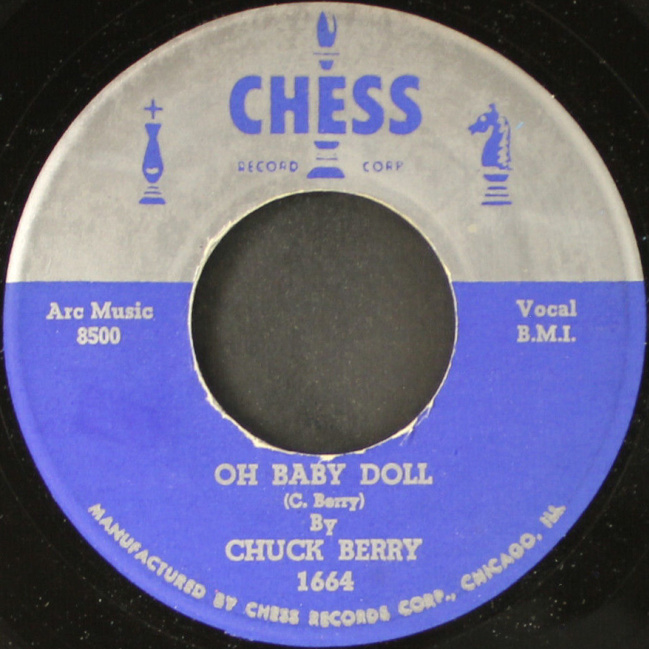 CHESS
RECORD CORP
Arc Music
8500
Vocal
B.M.I.
OH BABY DOLL
(C. Berry)
By
CHUCK BERRY
1664
MANUFACTURED BY CHESS RECORDS CORP., CHICAGO, ILL.